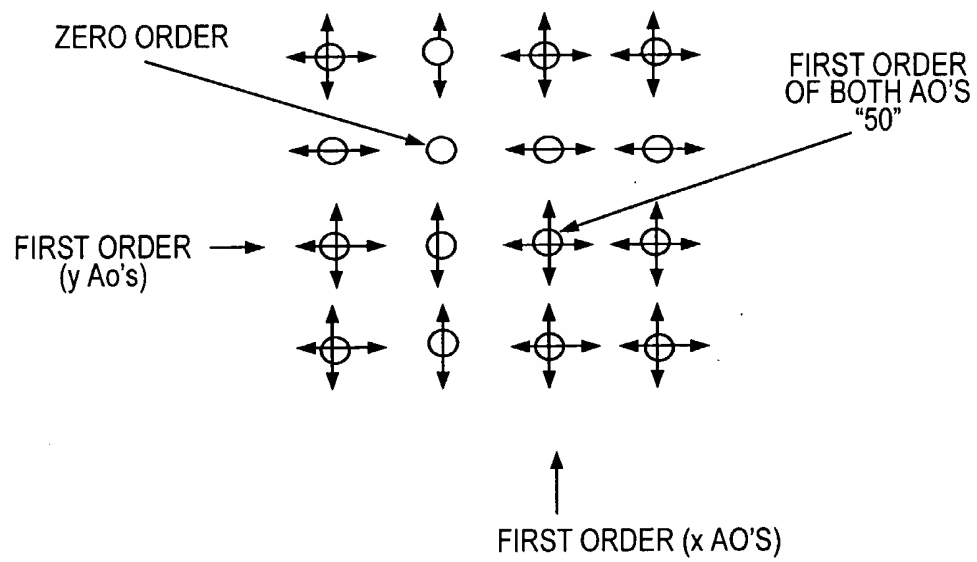 ZERO ORDER
FIRST ORDER
OF BOTH AO'S
“50”
FIRST ORDER
(y Ao's)
FIRST ORDER (x AO'S)